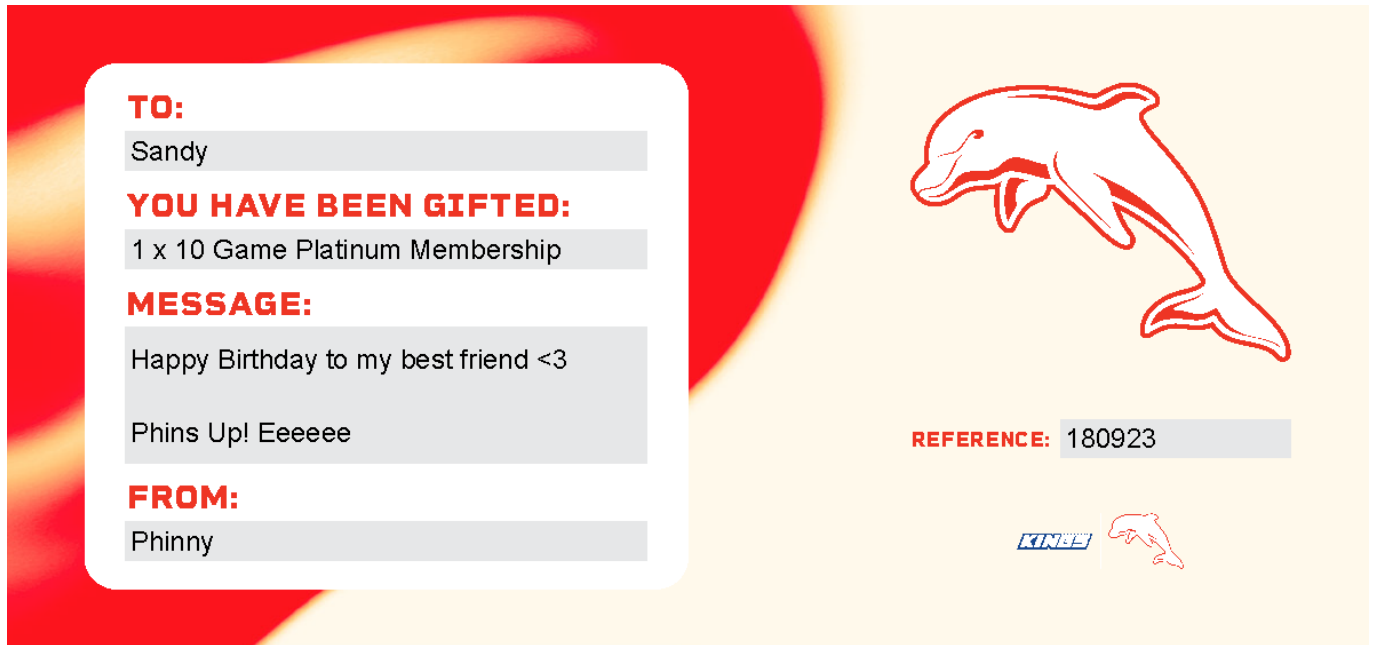 TO:
Sandy
YOU HAVE BEEN GIFTED:
1 x 10 Game Platinum Membership
MESSAGE:
Happy Birthday to my best friend <3
Phins Up! Eeeeee
FROM:
Phinny
REFERENCE: 180923
KINGS